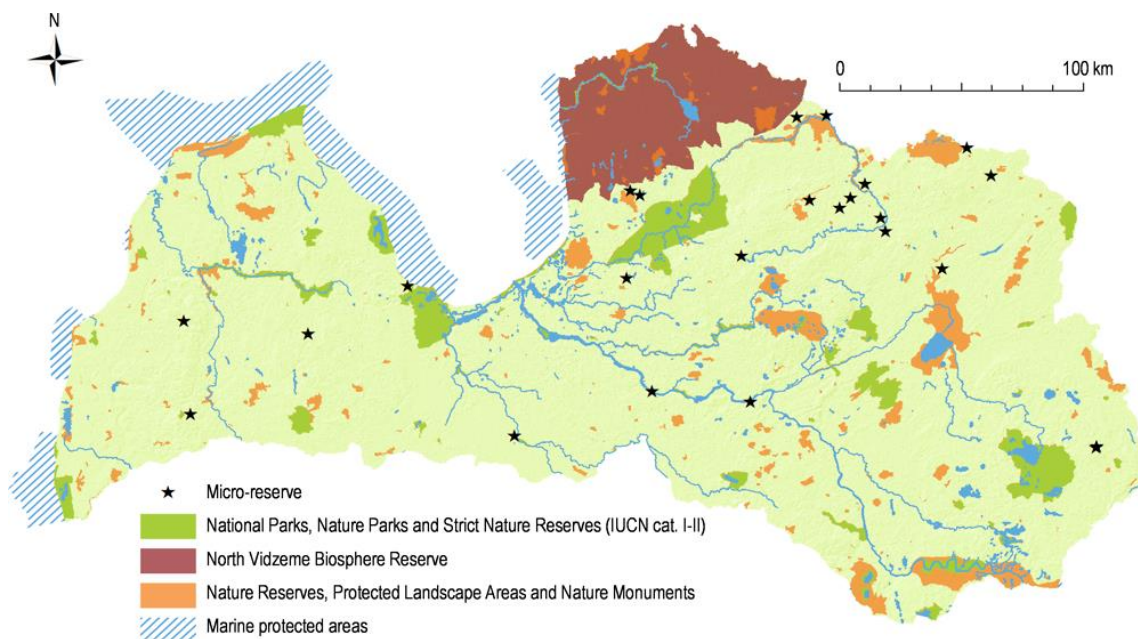 N
0 100 km
Micro-reserve
National Parks, Nature Parks and Strict Nature Reserves (IUCN cat. I-II)
North Vidzeme Biosphere Reserve
Nature Reserves, Protected Landscape Areas and Nature Monuments
Marine protected areas